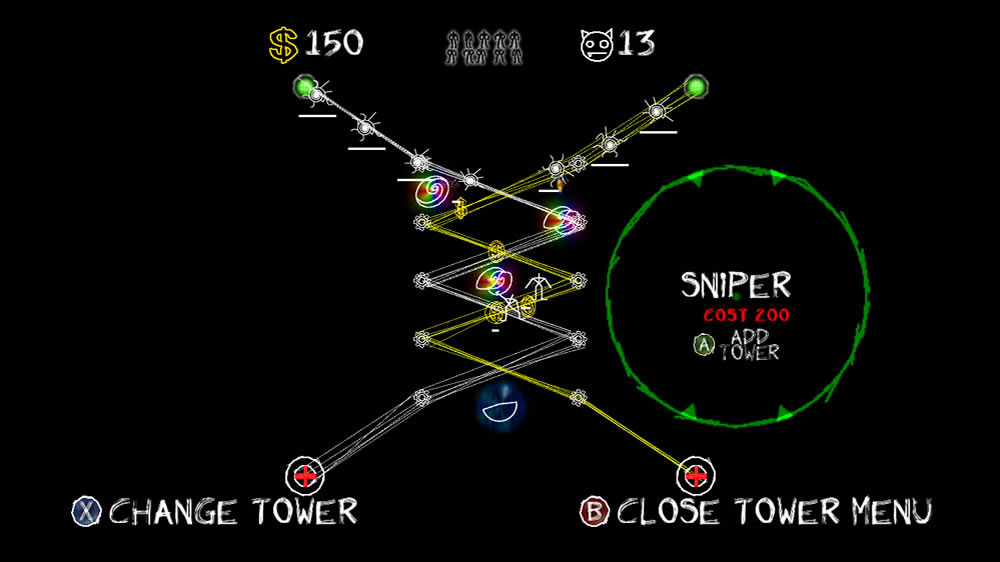 $ 150
13
SNIPER
COST 200
A ADD
TOWER
X CHANGE TOWER
B CLOSE TOWER MENU